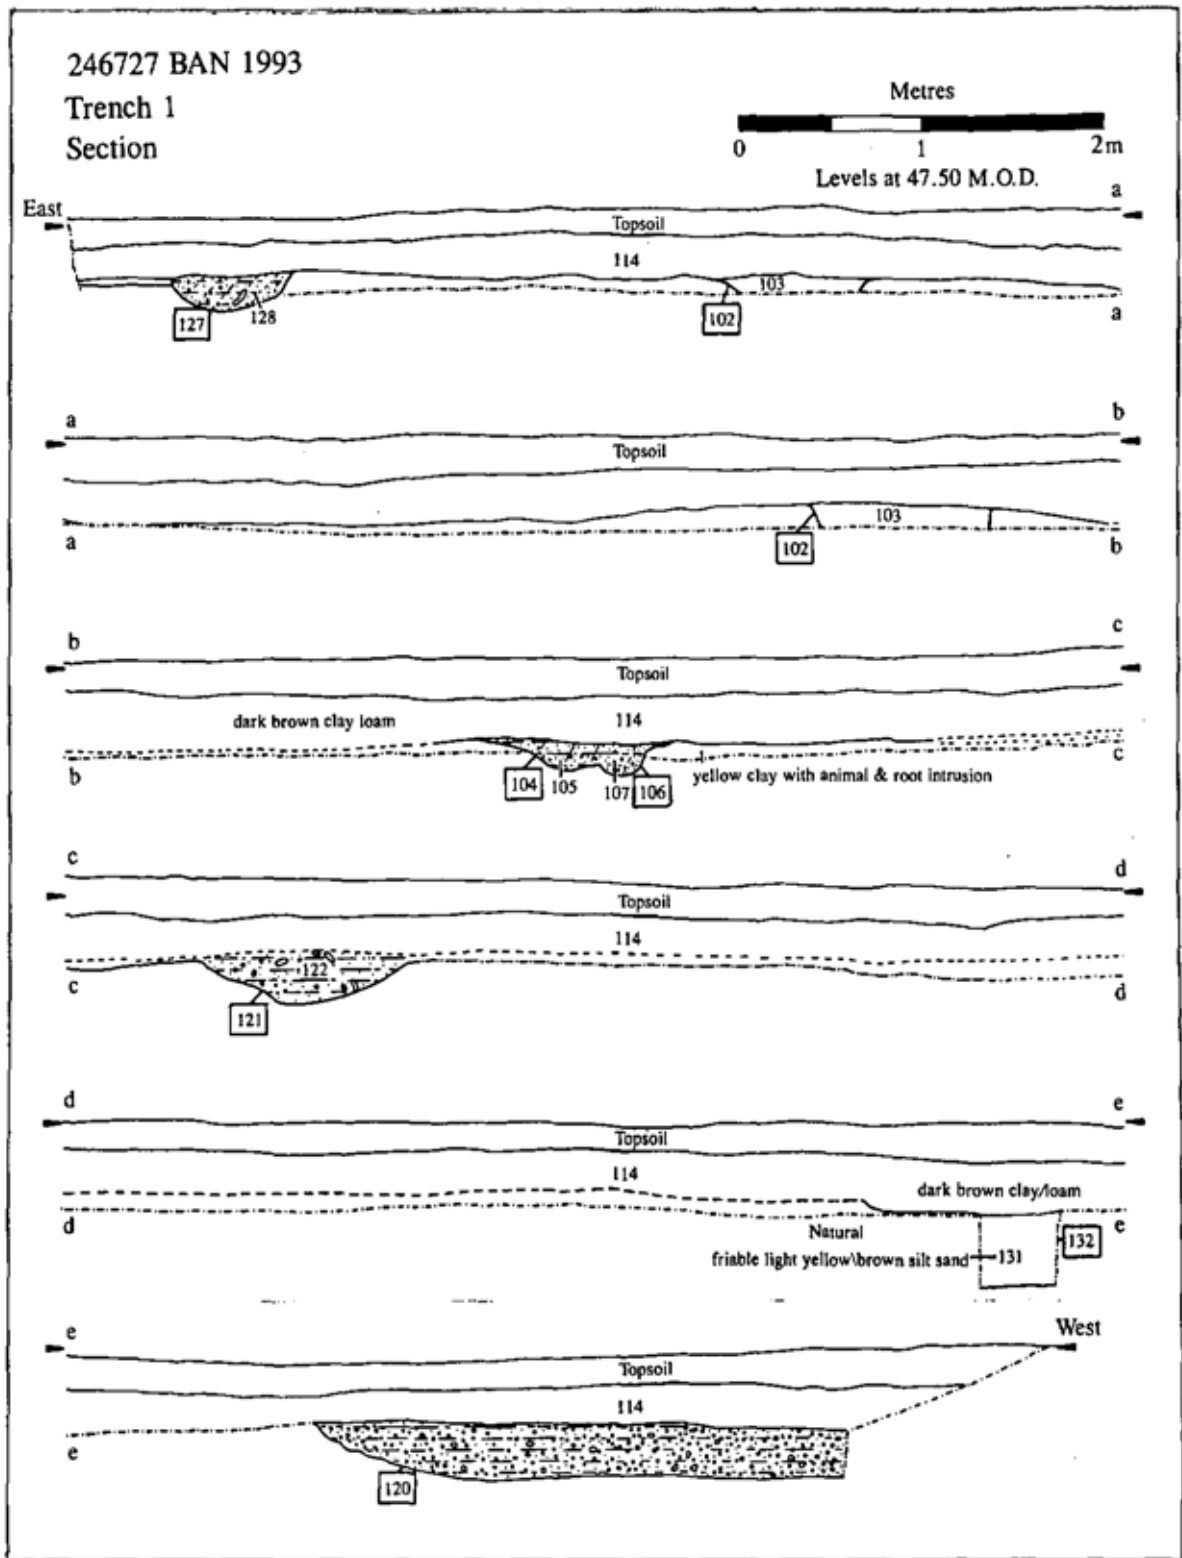 246727 BAN 1993
Trench 1
Section
Metres
0 1 2m
Levels at 47.50 M.O.D.
East
a
Topsoil
114
103
127
128
102
a
a
b
Topsoil
103
a
102
b
b
c
Topsoil
dark brown clay loam
114
b
c
104 105 107 106
yellow clay with animal & root intrusion
c
d
Topsoil
114
122
c
d
121
d
e
Topsoil
114
dark brown clay/loam
d
Natural
e
132
friable light yellow\brown silt sand
131
e
West
Topsoil
114
e
120